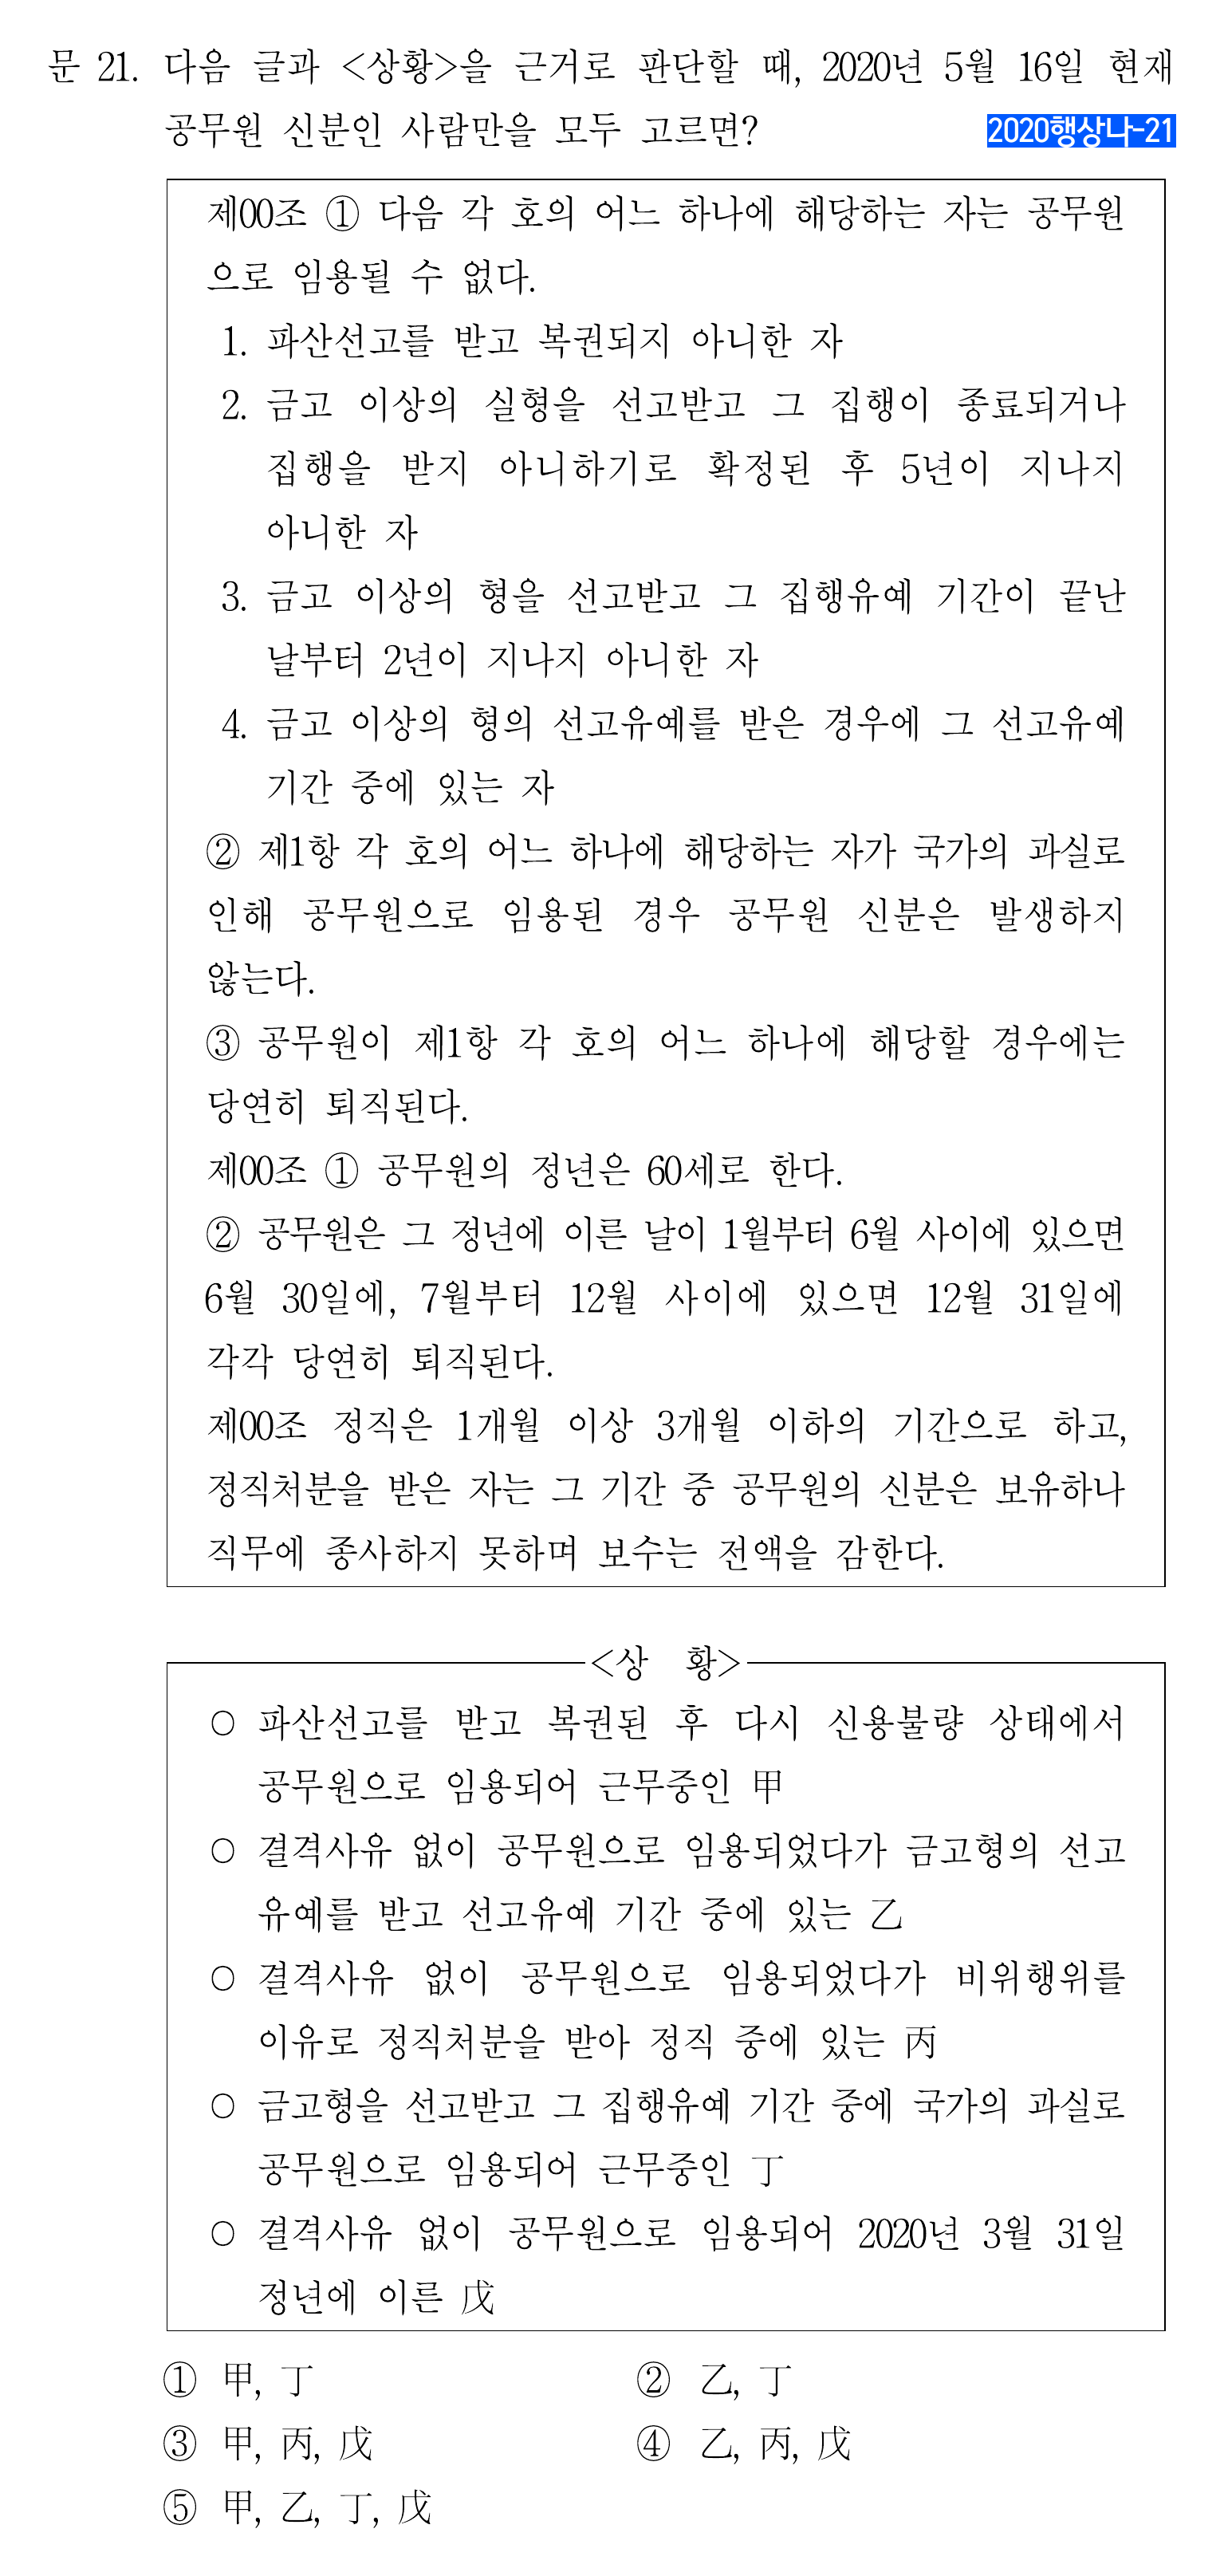 문 21. 다음 글과 <상황>을 근거로 판단할 때, 2020년 5월 16일 현재
공무원 신분인 사람만을 모두 고르면?
2020행상나-21
제00조 ① 다음 각 호의 어느 하나에 해당하는 자는 공무원
으로 임용될 수 없다.
1. 파산선고를 받고 복권되지 아니한 자
2. 금고 이상의 실형을 선고받고 그 집행이 종료되거나
집행을 받지 아니하기로 확정된 후 5년이 지나지
아니한 자
3. 금고 이상의 형을 선고받고 그 집행유예 기간이 끝난
날부터 2년이 지나지 아니한 자
4. 금고 이상의 형의 선고유예를 받은 경우에 그 선고유예
기간 중에 있는 자
② 제1항 각 호의 어느 하나에 해당하는 자가 국가의 과실로
인해 공무원으로 임용된 경우 공무원 신분은 발생하지
않는다.
③ 공무원이 제1항 각 호의 어느 하나에 해당할 경우에는
당연히 퇴직된다.
제00조 ① 공무원의 정년은 60세로 한다.
② 공무원은 그 정년에 이른 날이 1월부터 6월 사이에 있으면
6월 30일에, 7월부터 12월 사이에 있으면 12월 31일에
각각 당연히 퇴직된다.
제00조 정직은 1개월 이상 3개월 이하의 기간으로 하고,
정직처분을 받은 자는 그 기간 중 공무원의 신분은 보유하나
직무에 종사하지 못하며 보수는 전액을 감한다.
<상 황>
○ 파산선고를 받고 복권된 후 다시 신용불량 상태에서
공무원으로 임용되어 근무중인 甲
○ 결격사유 없이 공무원으로 임용되었다가 금고형의 선고
유예를 받고 선고유예 기간 중에 있는 乙
○ 결격사유 없이 공무원으로 임용되었다가 비위행위를
이유로 정직처분을 받아 정직 중에 있는 丙
○ 금고형을 선고받고 그 집행유예 기간 중에 국가의 과실로
공무원으로 임용되어 근무중인 丁
○ 결격사유 없이 공무원으로 임용되어 2020년 3월 31일
정년에 이른 戊
① 甲, 丁 ② 乙, 丁
③ 甲, 丙, 戊 ④ 乙, 丙, 戊
⑤ 甲, 乙, 丁, 戊